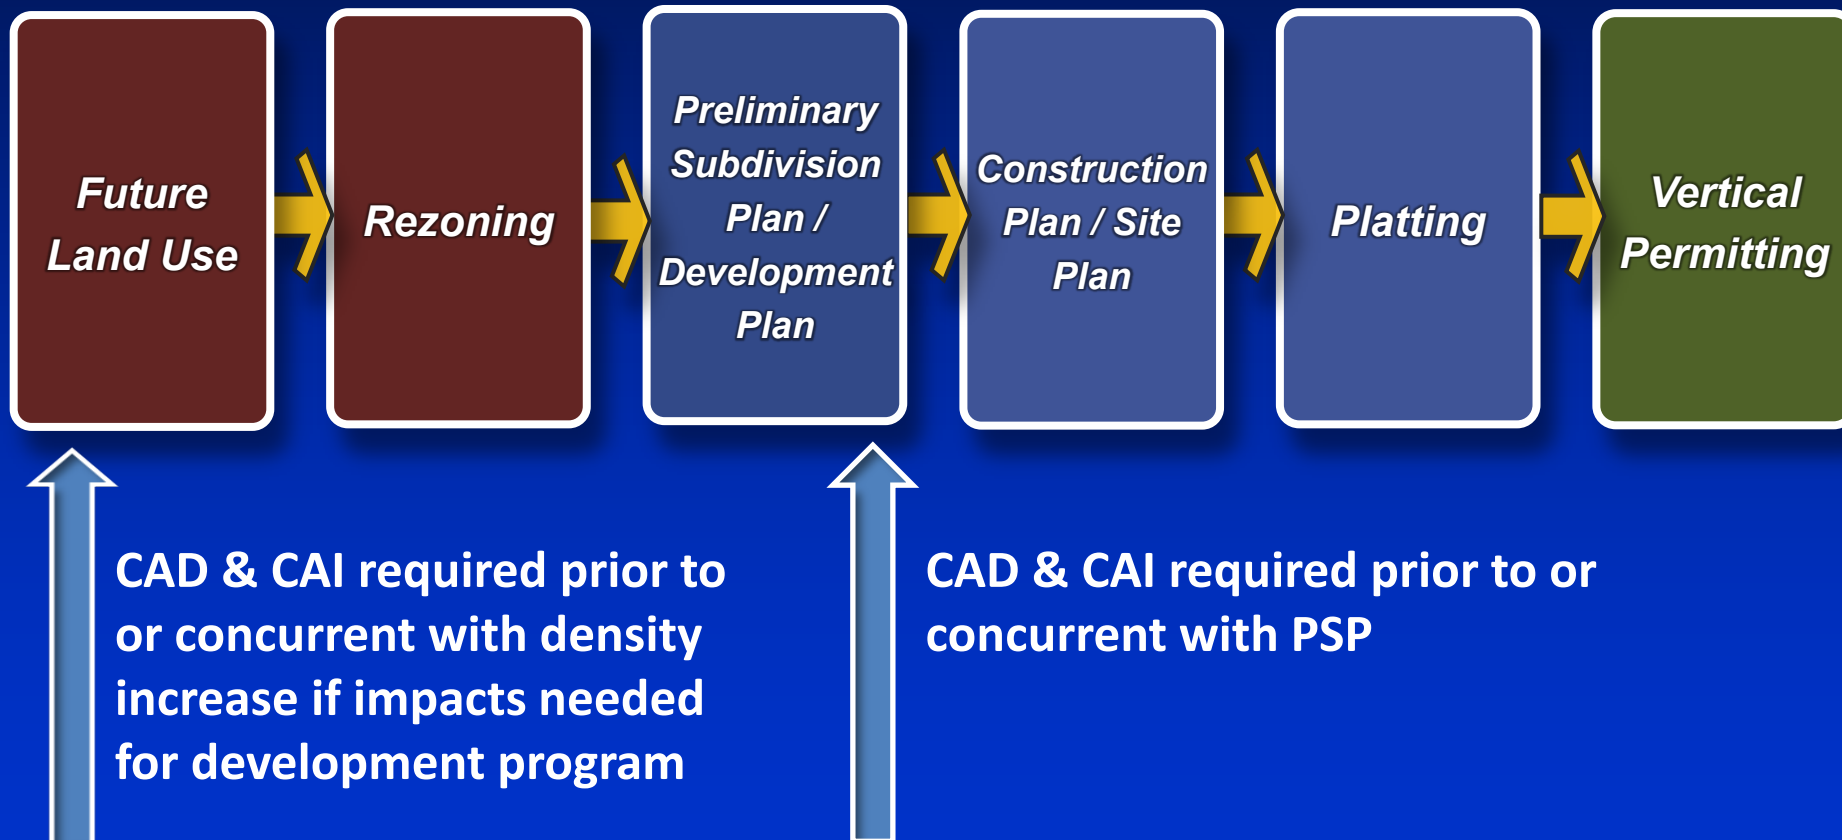 Future
Land Use
Rezoning
Preliminary
Subdivision
Plan /
Development
Plan
Construction
Plan / Site
Plan
Platting
Vertical
Permitting
CAD & CAI required prior to
or concurrent with density
increase if impacts needed
for development program
CAD & CAI required prior to or
concurrent with PSP